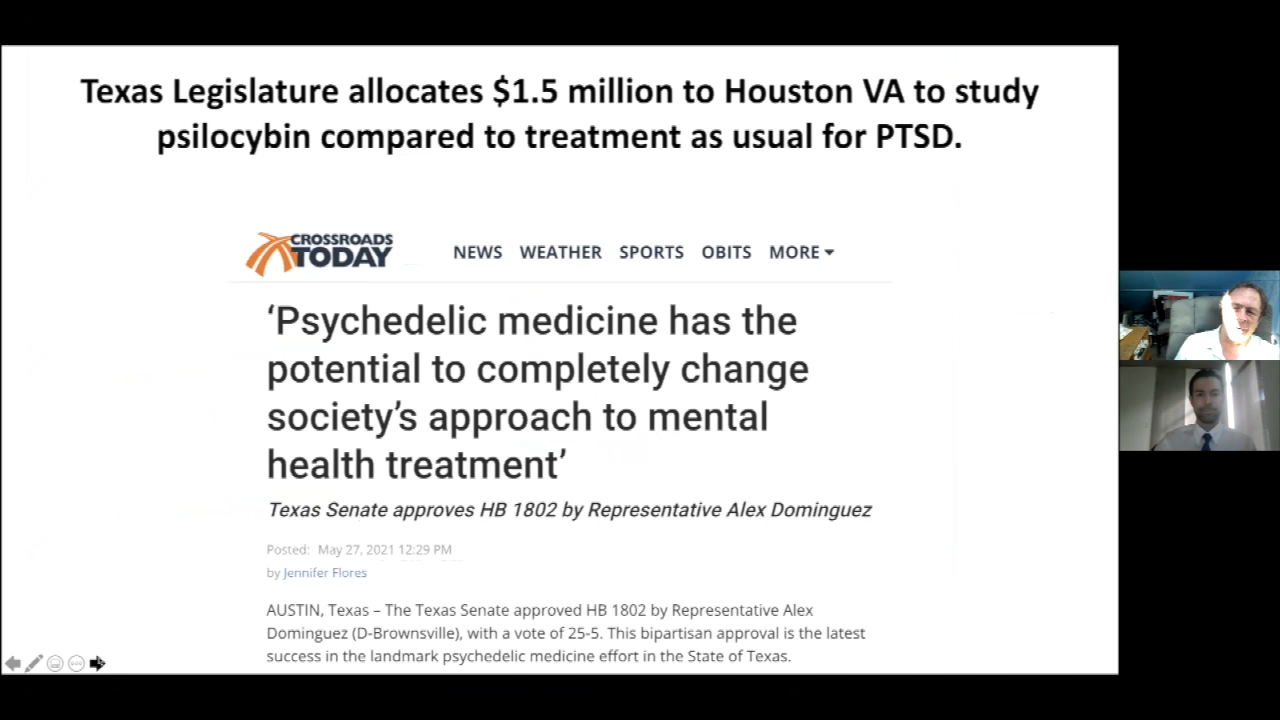 Texas Legislature allocates $1.5 million to Houston VA to study
psilocybin compared to treatment as usual for PTSD.
CROSSROADS
TODAY
NEWS WEATHER SPORTS OBITS MORE
‘Psychedelic medicine has the
potential to completely change
society’s approach to mental
health treatment’
Texas Senate approves HB 1802 by Representative Alex Dominguez
Posted: May 27, 2021 12:29 PM
by Jennifer Flores
AUSTIN, Texas – The Texas Senate approved HB 1802 by Representative Alex
Dominguez (D-Brownsville), with a vote of 25-5. This bipartisan approval is the latest
success in the landmark psychedelic medicine effort in the State of Texas.